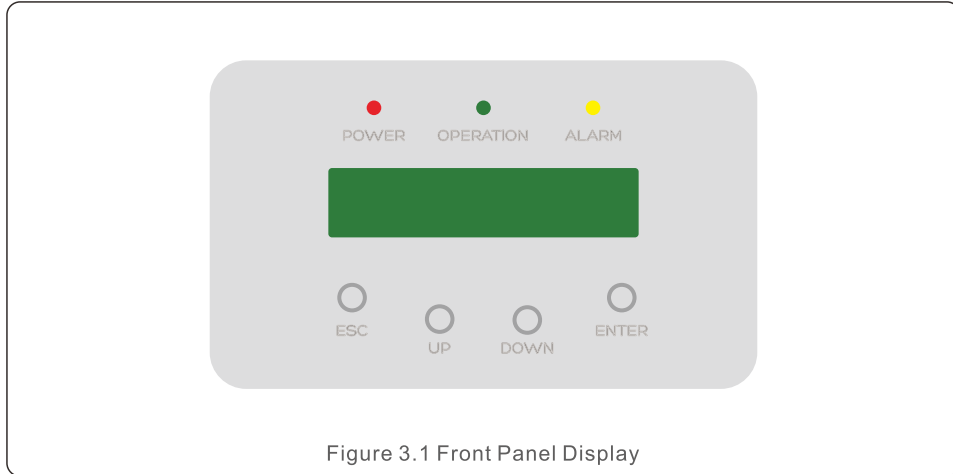 POWER OPERATION ALARM
ESC UP DOWN ENTER
Figure 3.1 Front Panel Display